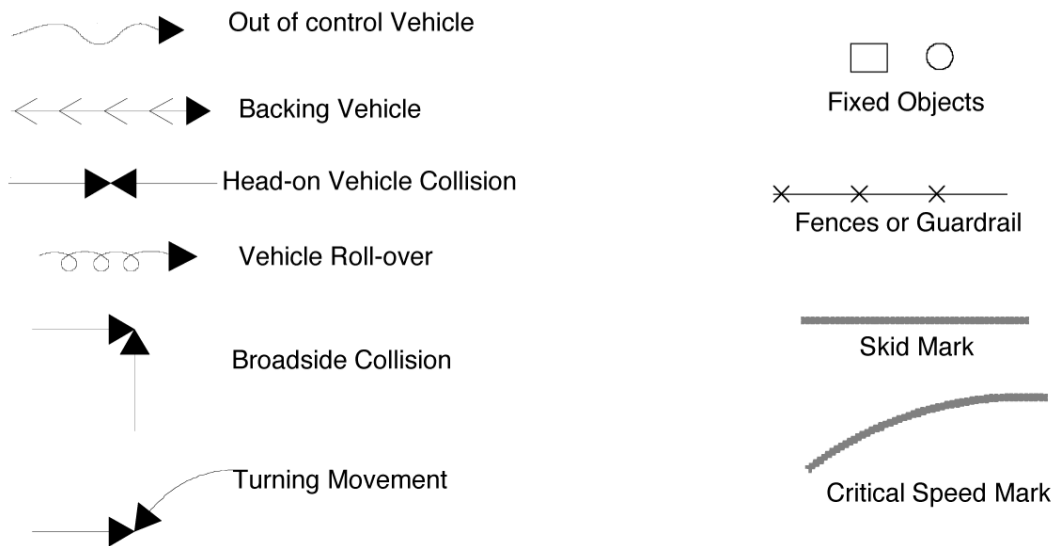 Out of control Vehicle
Backing Vehicle
Head-on Vehicle Collision
Vehicle Roll-over
Broadside Collision
Turning Movement
Fixed Objects
Fences or Guardrail
Skid Mark
Critical Speed Mark